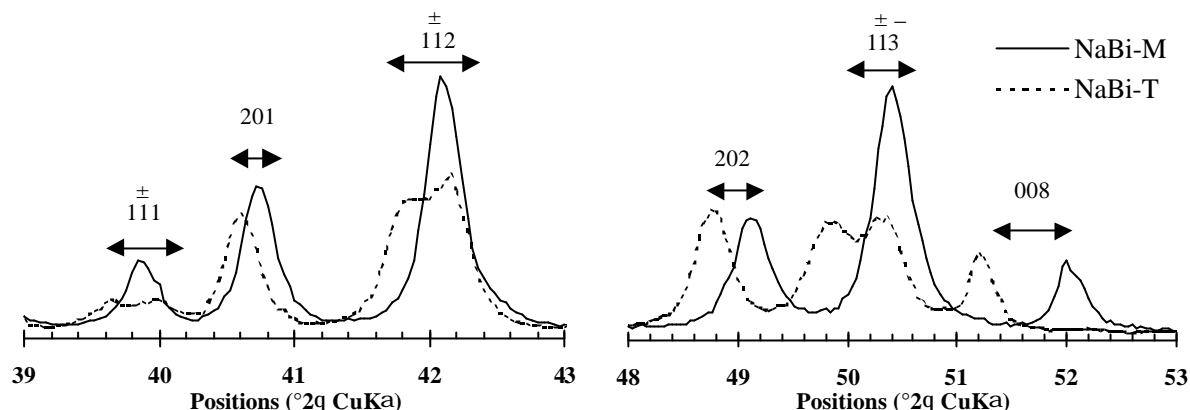 ±
112
201
±
111
39 40 41 42 43
Positions (°2q CuKa)
± –
113
202
008
NaBi-M
NaBi-T
48 49 50 51 52 53
Positions (°2q CuKa)